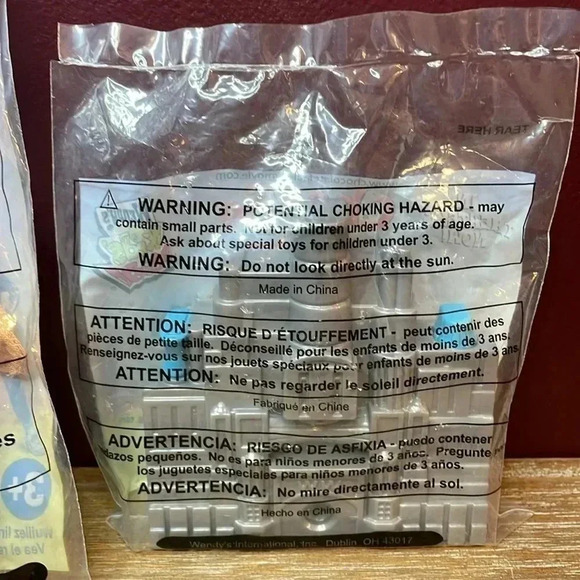 TEAR HERE
www.chocolatefactorymovie.com
WARNING: POTENTIAL CHOKING HAZARD - may
contain small parts. Not for children under 3 years of age.
Ask about special toys for children under 3.
WARNING: Do not look directly at the sun.
Made in China
ATTENTION: RISQUE D'ÉTOUFFEMENT - peut contenir des
pièces de petite taille. Déconseillé pour les enfants de moins de 3 ans.
Renseignez-vous sur nos jouets spéciaux pour enfants de moins de 3 ans
ATTENTION: Ne pas regarder le soleil directement.
Fabriqué en Chine
ADVERTENCIA: RIESGO DE ASFIXIA - puede contener
pedazos pequeños. No es para niños menores de 3 años. Pregunte
los juguetes especiales para niños menores de 3 años.
ADVERTENCIA: No mire directamente al sol.
Hecho en China
Wendy's International, Inc. Dublin, OH 43017
es
3+